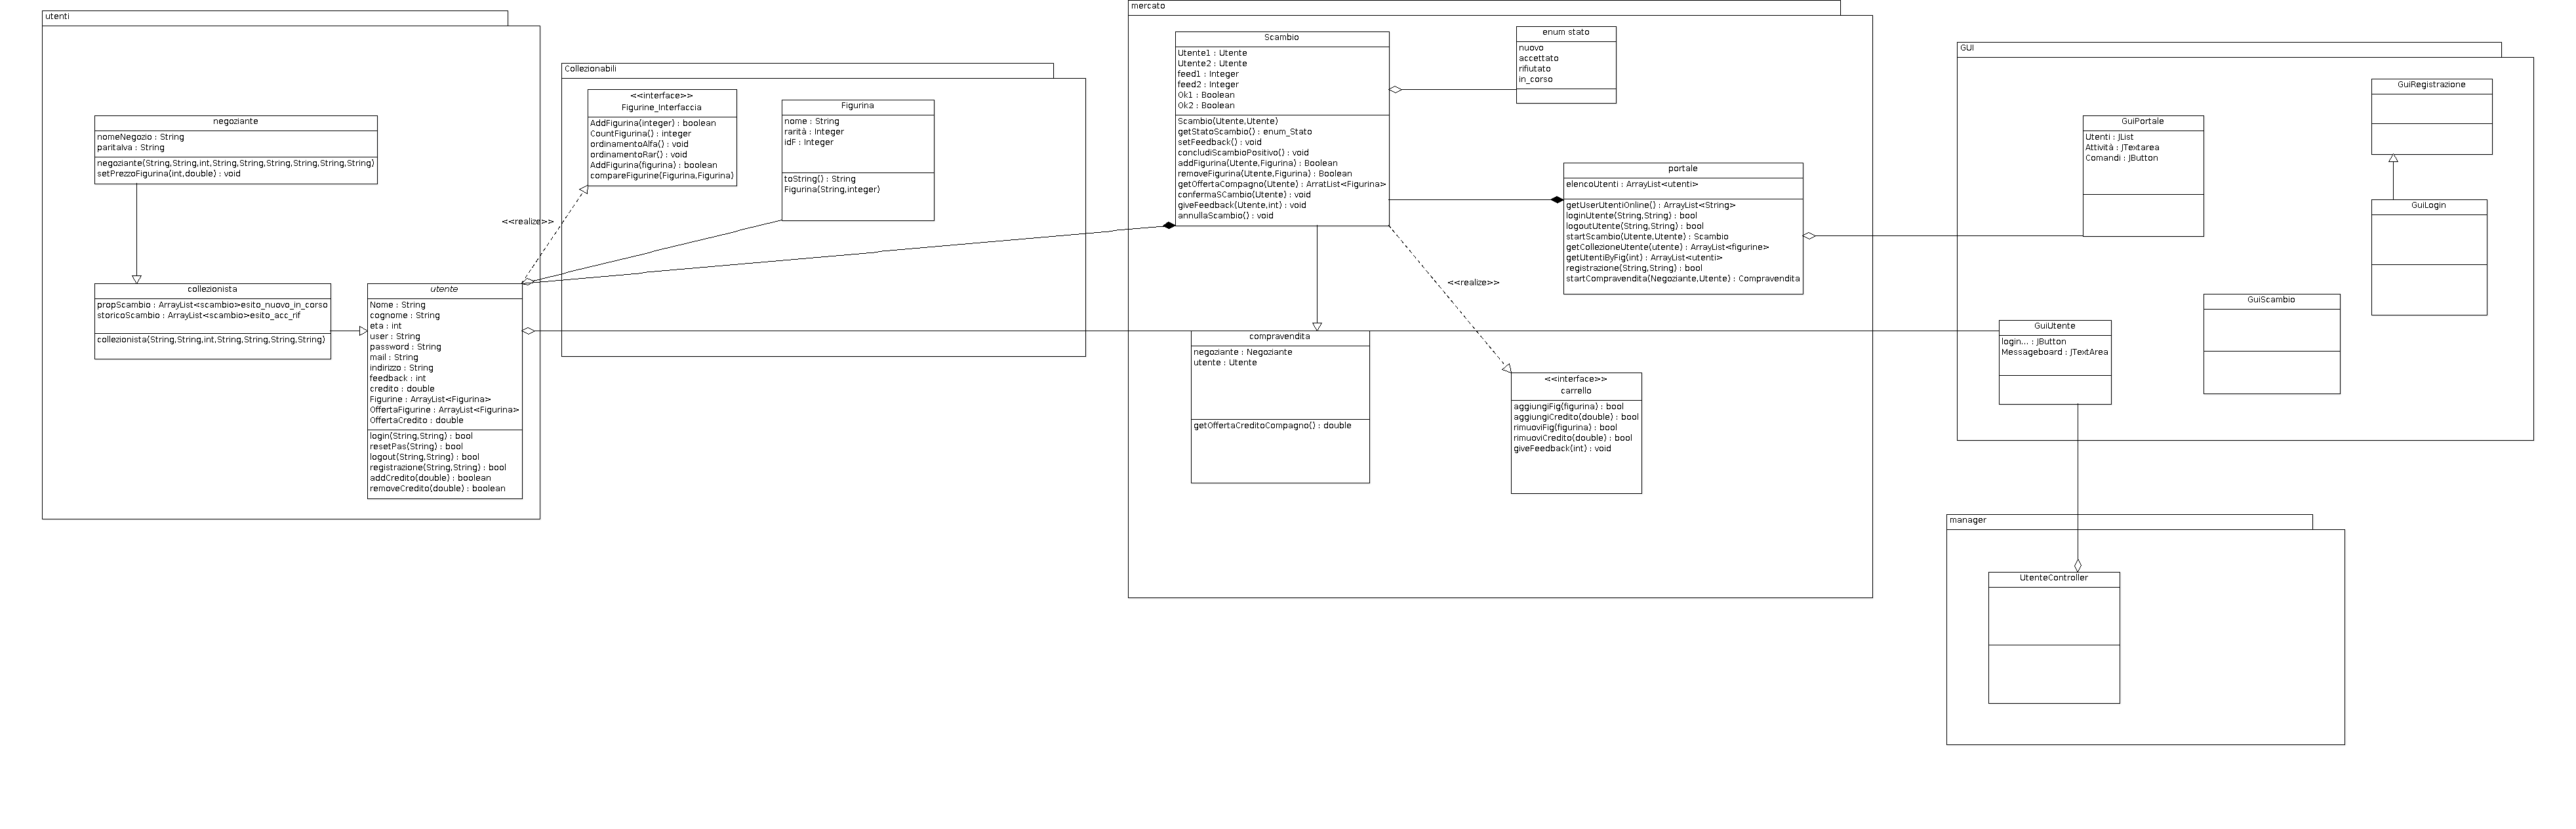 utenti
negoziante
nomeNegozio : String
paritaIva : String
negoziante(String,String,int,String,String,String,String,String,String)
setPrezzoFigurina(int,double) : void
collezionista
propScambio : ArrayList<scambio>esito_nuovo_in_corso
storicoScambio : ArrayList<scambio>esito_acc_rif
collezionista(String,String,int,String,String,String,String)
utente
Nome : String
cognome : String
eta : int
user : String
password : String
mail : String
indirizzo : String
feedback : int
credito : double
Figurine : ArrayList<Figurina>
OffertaFigurine : ArrayList<Figurina>
OffertaCredito : double
login(String,String) : bool
resetPas(String) : bool
logout(String,String) : bool
registrazione(String,String) : bool
addCredito(double) : boolean
removeCredito(double) : boolean
<<realize>>
Collezionabili
<<interface>>
Figurine_Interfaccia
AddFigurina(integer) : boolean
CountFigurina() : integer
ordinamentoAlfa() : void
ordinamentoRar() : void
AddFigurina(figurina) : boolean
compareFigurine(Figurina,Figurina)
Figurina
nome : String
rarità : Integer
idF : Integer
toString() : String
Figurina(String,integer)
mercato
Scambio
Utente1 : Utente
Utente2 : Utente
feed1 : Integer
feed2 : Integer
Ok1 : Boolean
Ok2 : Boolean
Scambio(Utente,Utente)
getStatoScambio() : enum_Stato
setFeedback() : void
concludiScambioPositivo() : void
addFigurina(Utente,Figurina) : Boolean
removeFigurina(Utente,Figurina) : Boolean
getOffertaCompagno(Utente) : ArratList<Figurina>
confermaSCambio(Utente) : void
giveFeedback(Utente,int) : void
annullaScambio() : void
enum stato
nuovo
accettato
rifiutato
in_corso
portale
elencoUtenti : ArrayList<utenti>
getUserUtentiOnline() : ArrayList<String>
loginUtente(String,String) : bool
logoutUtente(String,String) : bool
startScambio(Utente,Utente) : Scambio
getCollezioneUtente(utente) : ArrayList<figurine>
getUtentiByFig(int) : ArrayList<utenti>
registrazione(String,String) : bool
startCompravendita(Negoziante,Utente) : Compravendita
<<realize>>
compravendita
negoziante : Negoziante
utente : Utente
getOffertaCreditoCompagno() : double
<<interface>>
carrello
aggiungiFig(figurina) : bool
aggiungiCredito(double) : bool
rimuoviFig(figurina) : bool
rimuoviCredito(double) : bool
giveFeedback(int) : void
GUI
GuiPortale
Utenti : JList
Attività : JTextarea
Comandi : JButton
GuiRegistrazione
GuiLogin
GuiScambio
GuiUtente
login... : JButton
Messageboard : JTextArea
manager
UtenteController